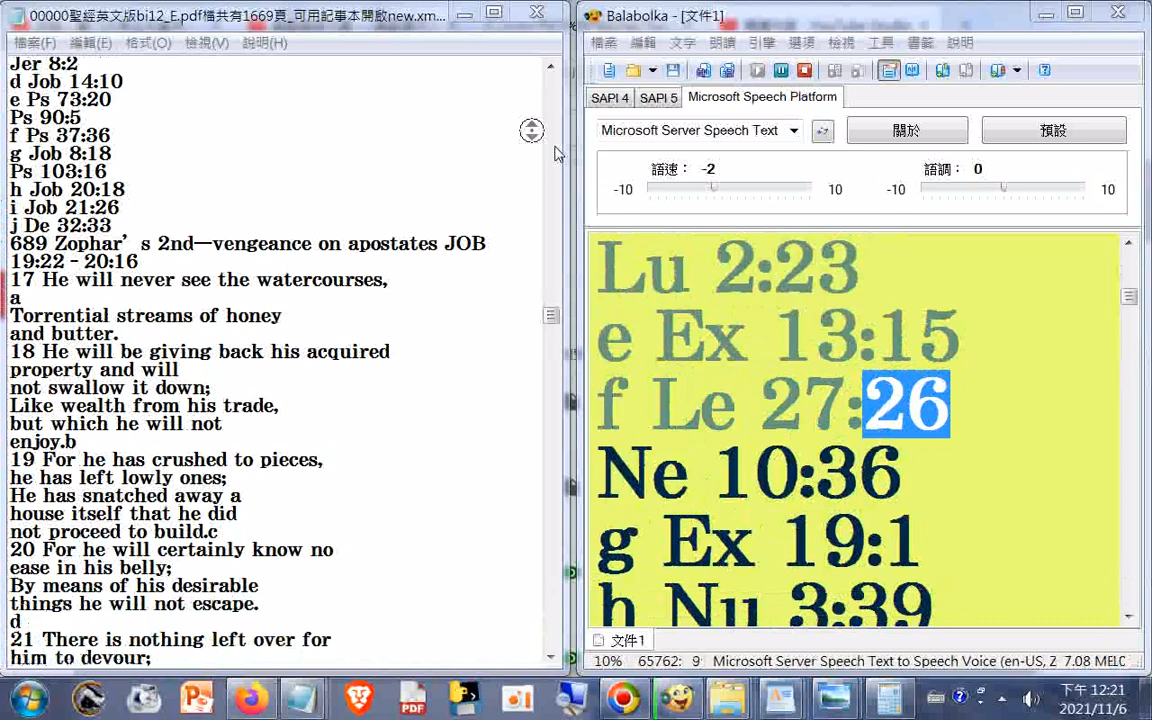 00000聖經英文版bi12_E.pdf檔共有1669頁_可用記事本開啟new.xm...
檔案(F) 編輯(E) 格式(O) 檢視(V) 說明(H)
Jer 8:2
d Job 14:10
e Ps 73:20
Ps 90:5
f Ps 37:36
g Job 8:18
Ps 103:16
h Job 20:18
i Job 21:26
j De 32:33
689 Zophar's 2nd—vengeance on apostates JOB
19:22-20:16
17 He will never see the watercourses,
a
Torrential streams of honey
and butter.
18 He will be giving back his acquired
property and will
not swallow it down;
Like wealth from his trade,
but which he will not
enjoy.b
19 For he has crushed to pieces,
he has left lowly ones;
He has snatched away a
house itself that he did
not proceed to build.c
20 For he will certainly know no
ease in his belly;
By means of his desirable
things he will not escape.
d
21 There is nothing left over for
him to devour;
Balabolka - [文件1]
檔案 編輯 文字 朗讀 引擎 選項 檢視 工具 書籤 說明
SAPI 4 SAPI 5 Microsoft Speech Platform
Microsoft Server Speech Text 關於 預設
語速： -2 語調： 0
-10 10 -10 10
Lu 2:23
e Ex 13:15
f Le 27:26
Ne 10:36
g Ex 19:1
h Nu 3:39
文件1
10% 65762: 9 Microsoft Server Speech Text to Speech Voice (en-US, Z 7.08 MELC
PDF
下午 12:21
2021/11/6